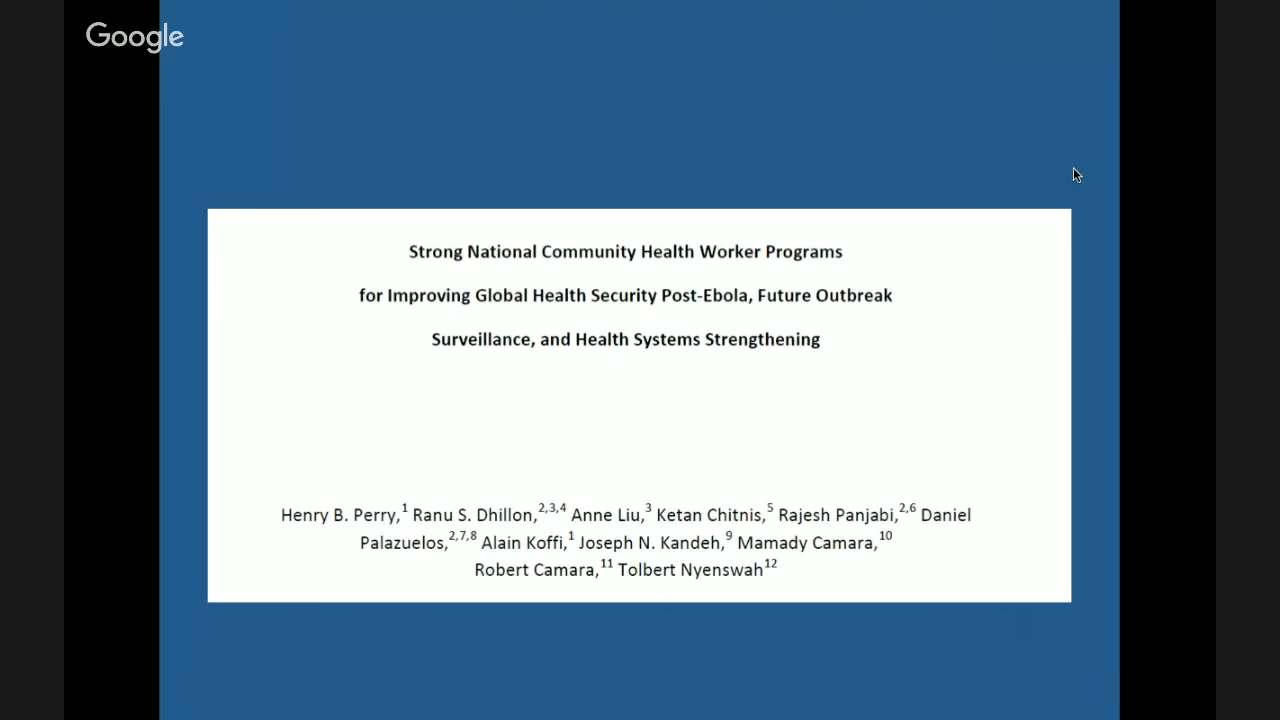 Google
Strong National Community Health Worker Programs
for Improving Global Health Security Post-Ebola, Future Outbreak
Surveillance, and Health Systems Strengthening
Henry B. Perry,1 Ranu S. Dhillon,2,3,4 Anne Liu,3 Ketan Chitnis,5 Rajesh Panjabi,2,6 Daniel
Palazuelos,2,7,8 Alain Koffi,1 Joseph N. Kandeh,9 Mamady Camara,10
Robert Camara,11 Tolbert Nyenswah12